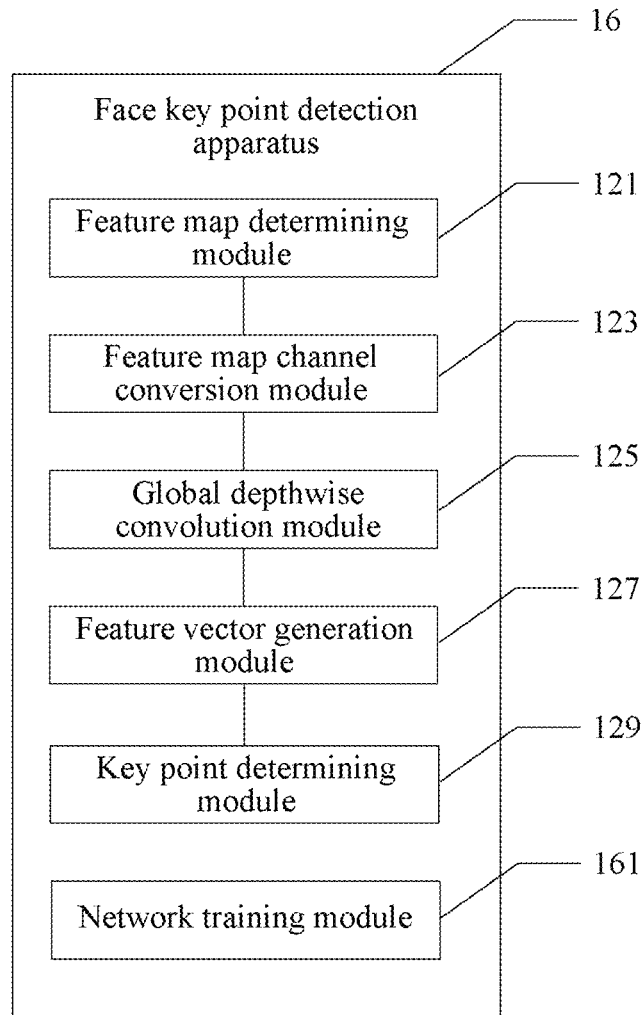 16
Face key point detection
apparatus
121
Feature map determining
module
123
Feature map channel
conversion module
125
Global depthwise
convolution module
127
Feature vector generation
module
129
Key point determining
module
161
Network training module